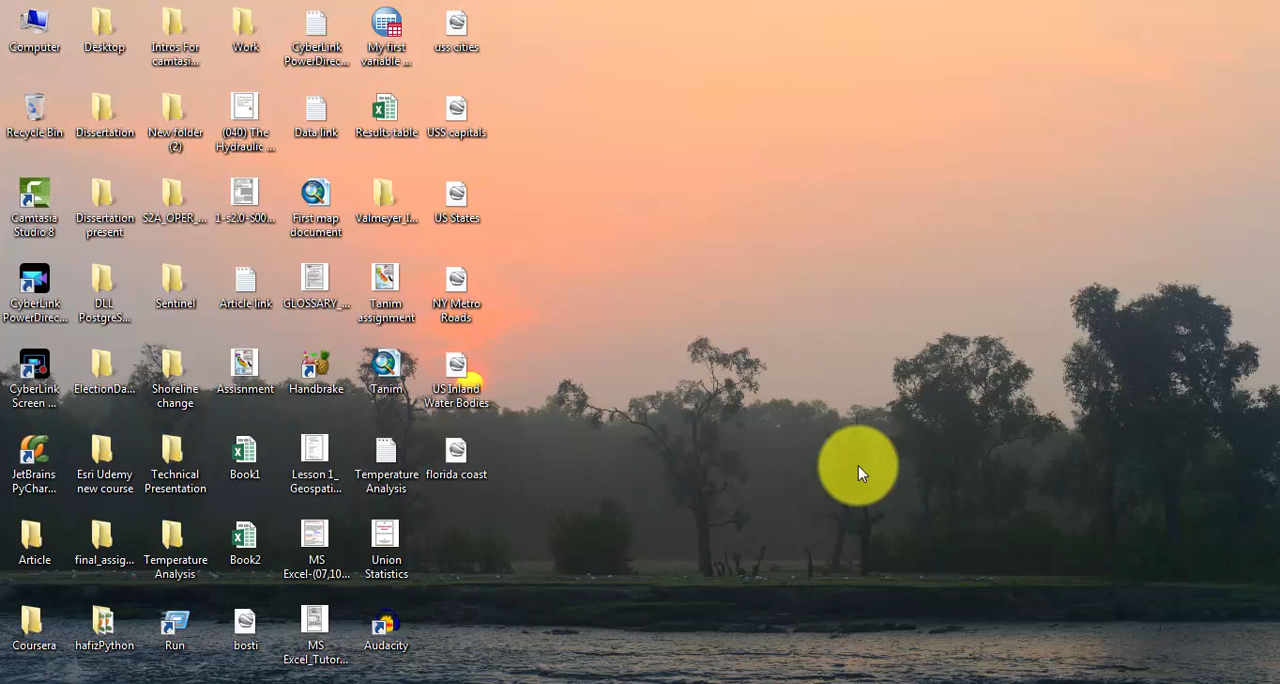 Computer
Desktop
Intros For
camtasi...
Work
CyberLink
PowerDirec...
My first
variable ...
uss cities
Recycle Bin
Dissertation
New folder
(2)
(040) The
Hydraulic ...
Data link
Results table
USS capitals
Camtasia
Studio 8
Dissertation
present
S2A_OPER_...
1-s2.0-S00...
First map
document
Valmeyer_I...
US States
CyberLink
PowerDirec...
DLL
PostgreS...
Sentinel
Article link
GLOSSARY_...
Tanim
assignment
NY Metro
Roads
CyberLink
Screen ...
ElectionDa...
Shoreline
change
Assisnment
Handbrake
Tanim
US Inland
Water Bodies
JetBrains
PyChar...
Esri Udemy
new course
Technical
Presentation
Book1
Lesson 1_
Geospati...
Temperature
Analysis
florida coast
Article
final_assig...
Temperature
Analysis
Book2
MS
Excel-(07,10...
Union
Statistics
Coursera
hafizPython
Run
bosti
MS
Excel_Tutor...
Audacity